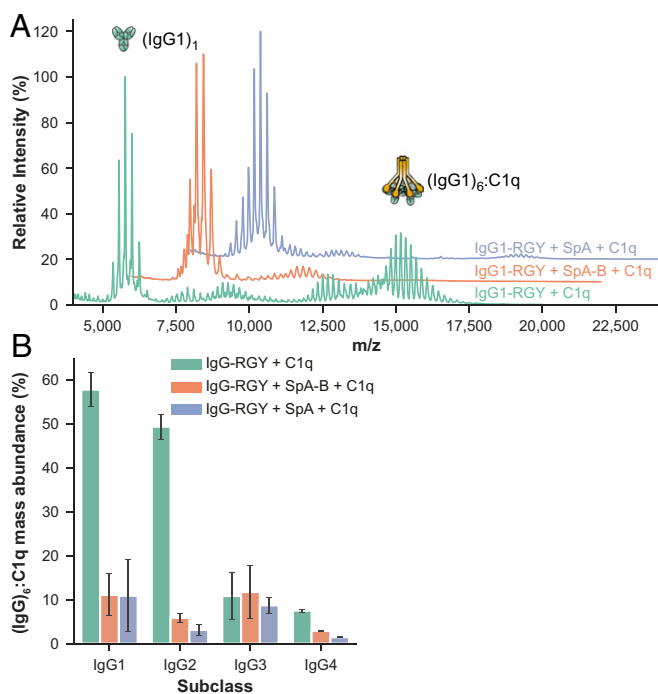 A
(IgG1)1
(IgG1)6:C1q
Relative Intensity (%)
120
100
80
60
40
20
0
IgG1-RGY + SpA + C1q
IgG1-RGY + SpA-B + C1q
IgG1-RGY + C1q
5,000 7,500 10,000 12,500 15,000 17,500 20,000 22,500
m/z
B
IgG-RGY + C1q
IgG-RGY + SpA-B + C1q
IgG-RGY + SpA + C1q
(IgG)6:C1q mass abundance (%)
60
50
40
30
20
10
0
IgG1 IgG2 IgG3 IgG4
Subclass